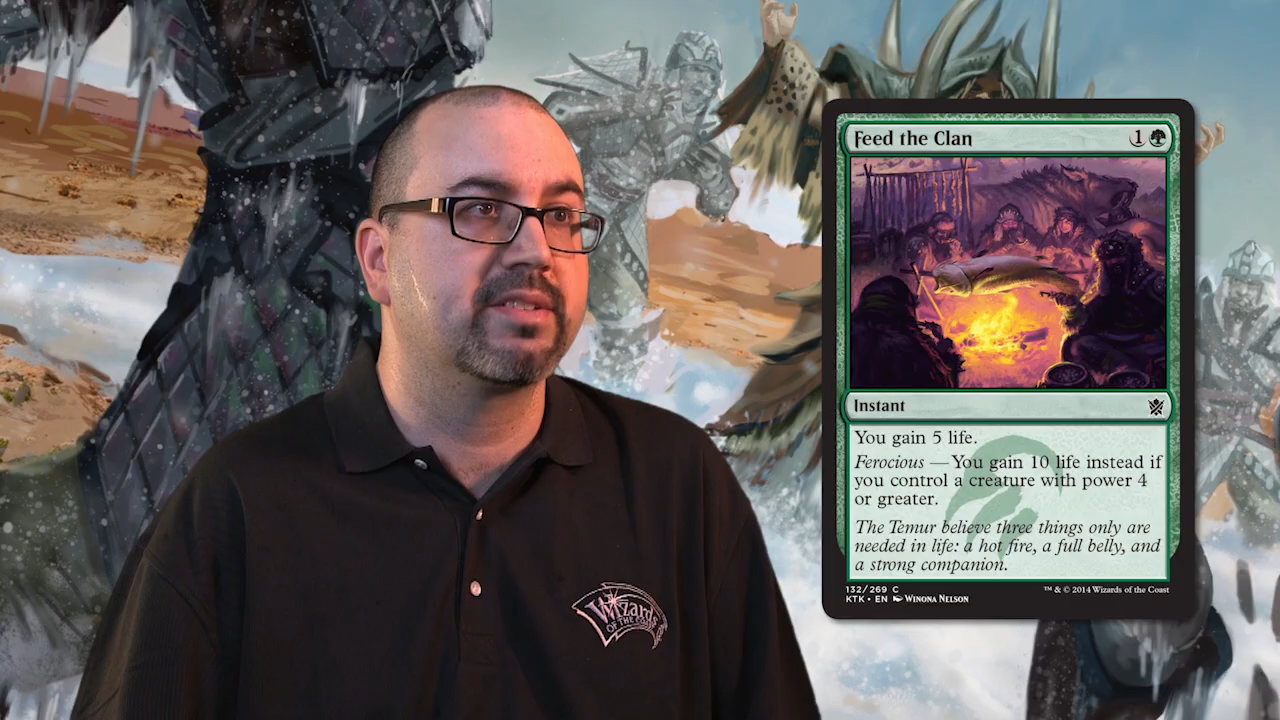 Wizards
OF THE COAST
Feed the Clan 1
Instant
You gain 5 life.
Ferocious — You gain 10 life instead if
you control a creature with power 4
or greater.
The Temur believe three things only are
needed in life: a hot fire, a full belly, and
a strong companion.
132/269 C
KTK • EN Winona Nelson
™ & © 2014 Wizards of the Coast